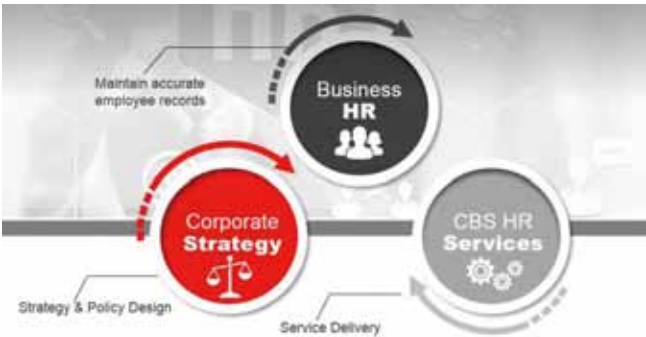 Maintain accurate
employee records
Business
HR
Corporate
Strategy
CBS HR
Services
Strategy & Policy Design
Service Delivery